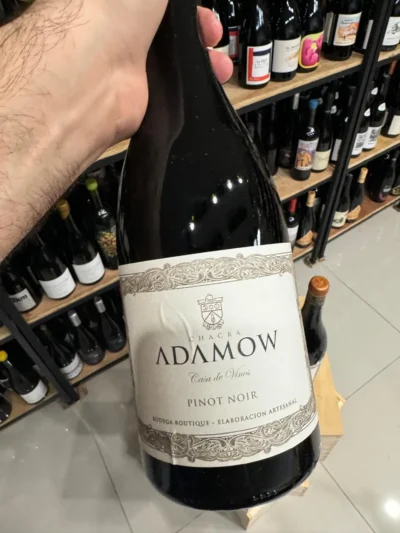 CHACRA
ADAMOW
Casa de Vinos
PINOT NOIR
BODEGA BOUTIQUE - ELABORACION ARTESANAL